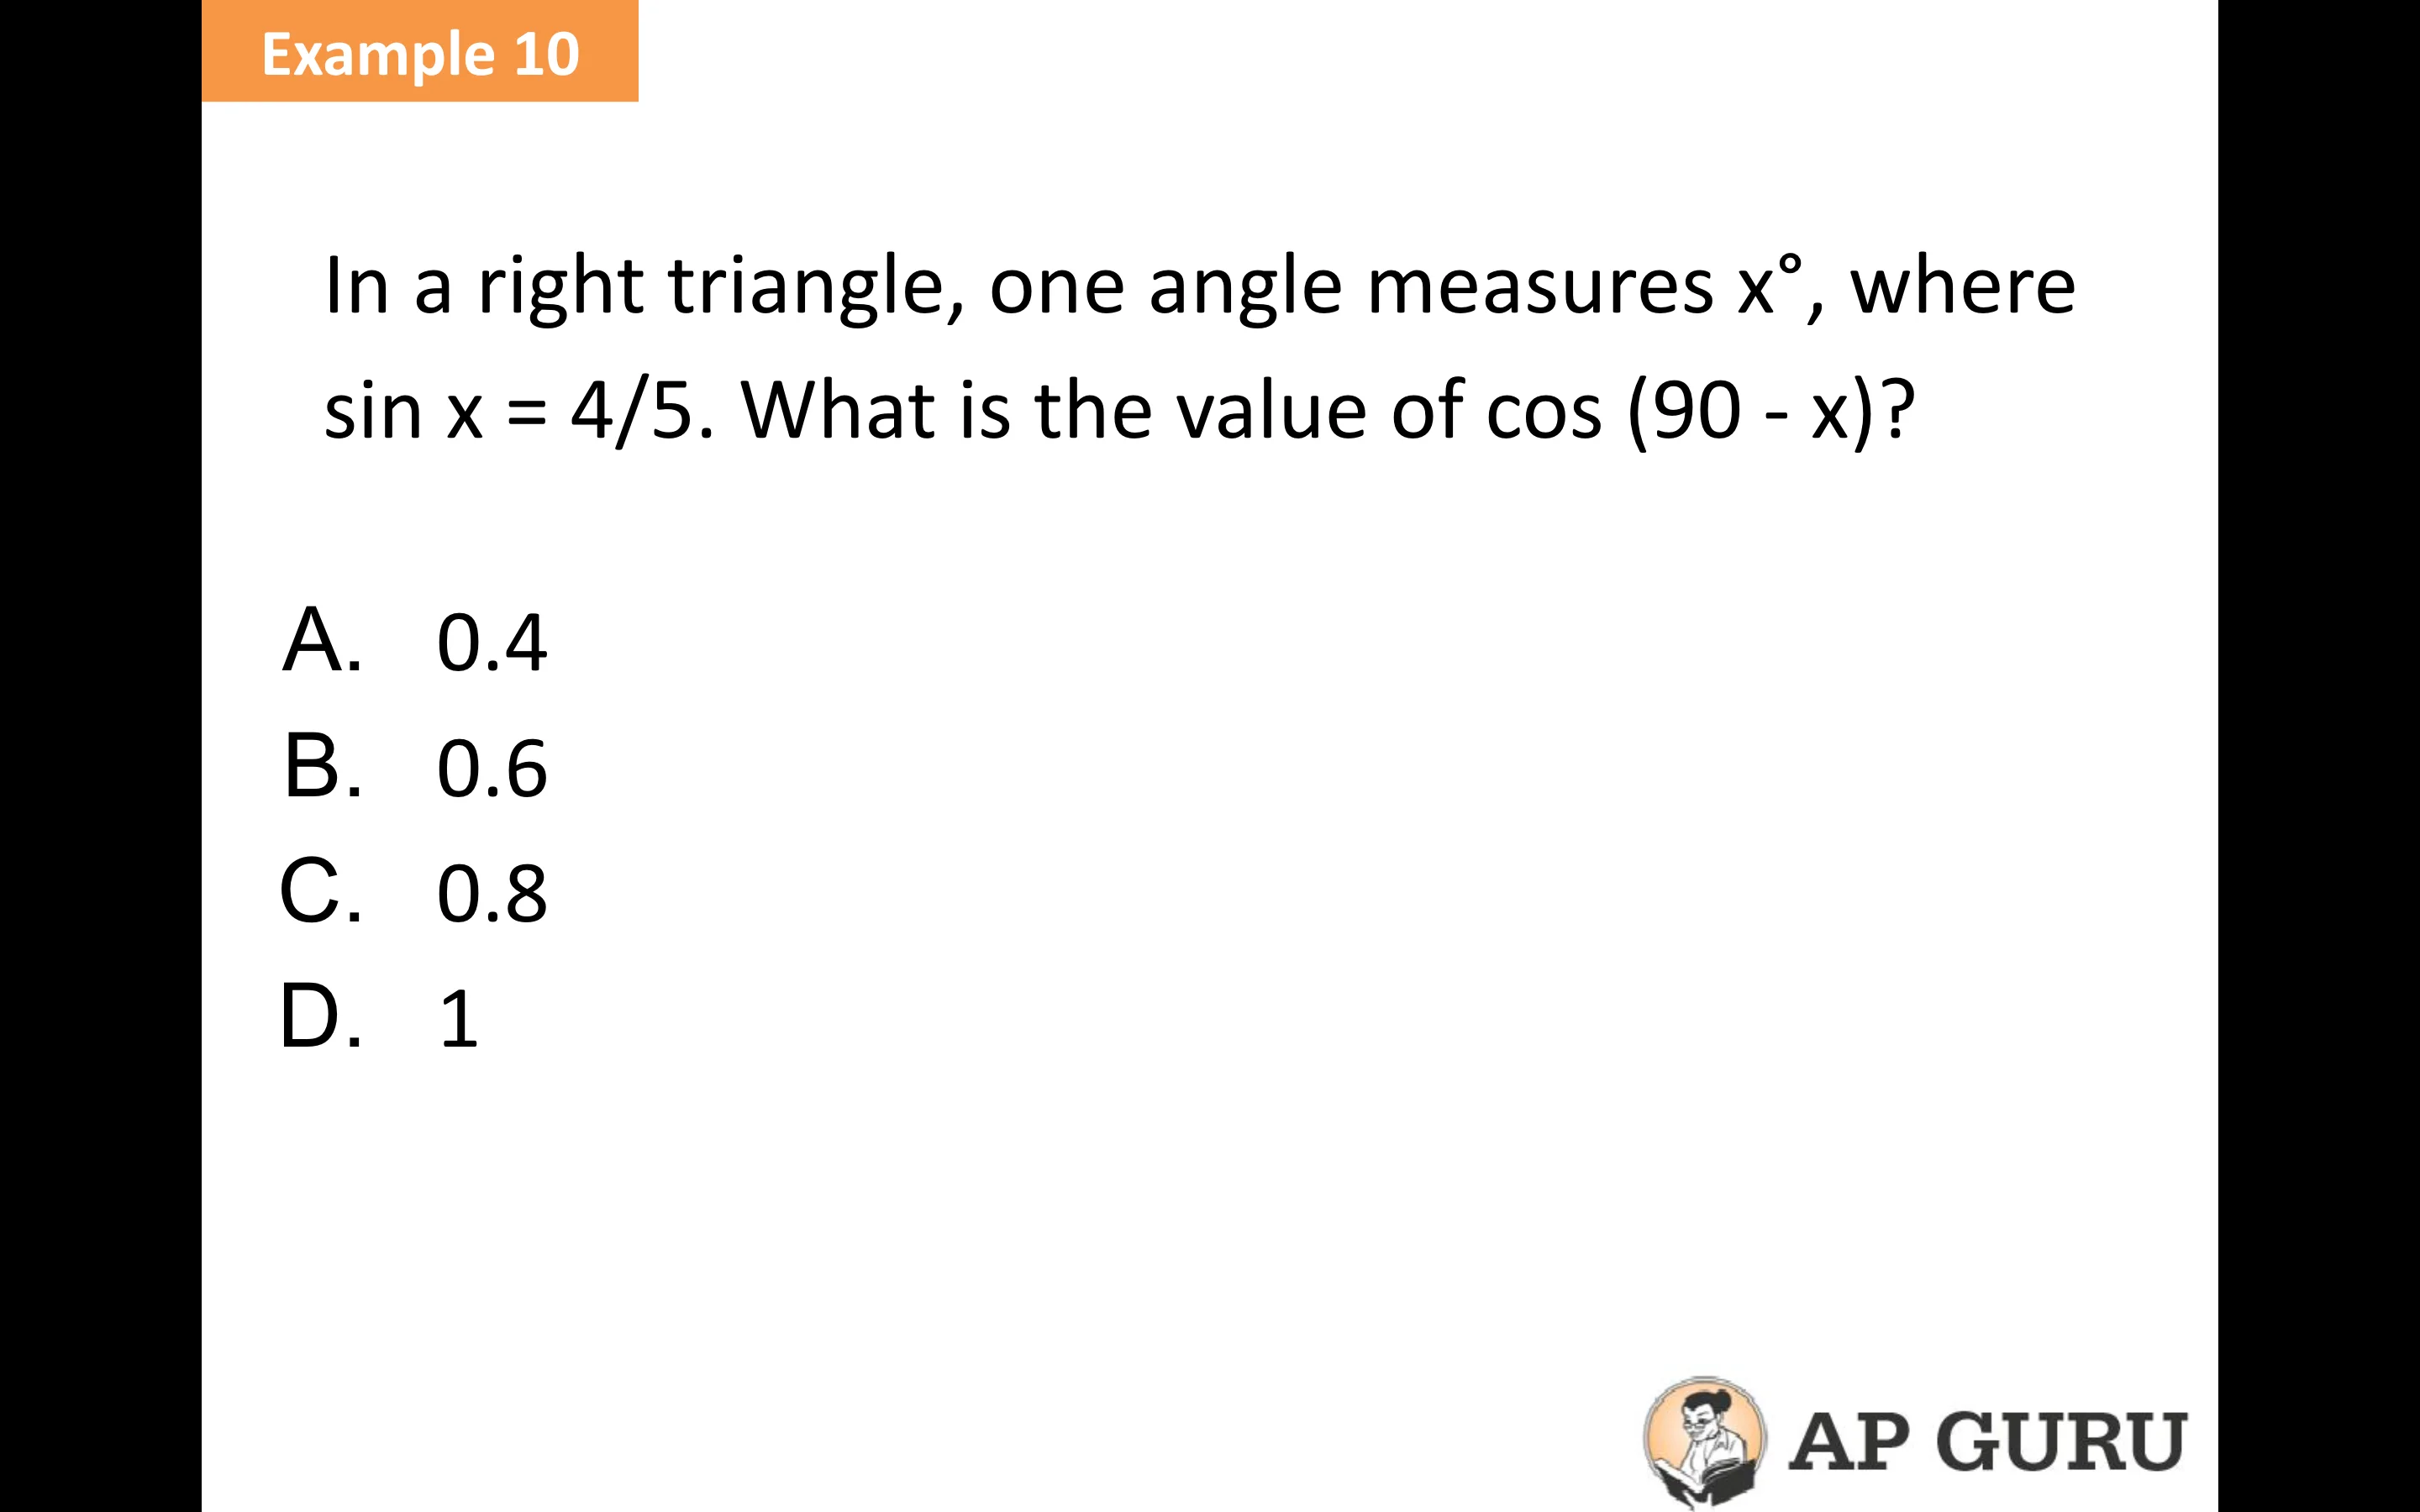 Example 10
In a right triangle, one angle measures x°, where
sin x = 4/5. What is the value of cos (90 - x)?
A. 0.4
B. 0.6
C. 0.8
D. 1
AP GURU